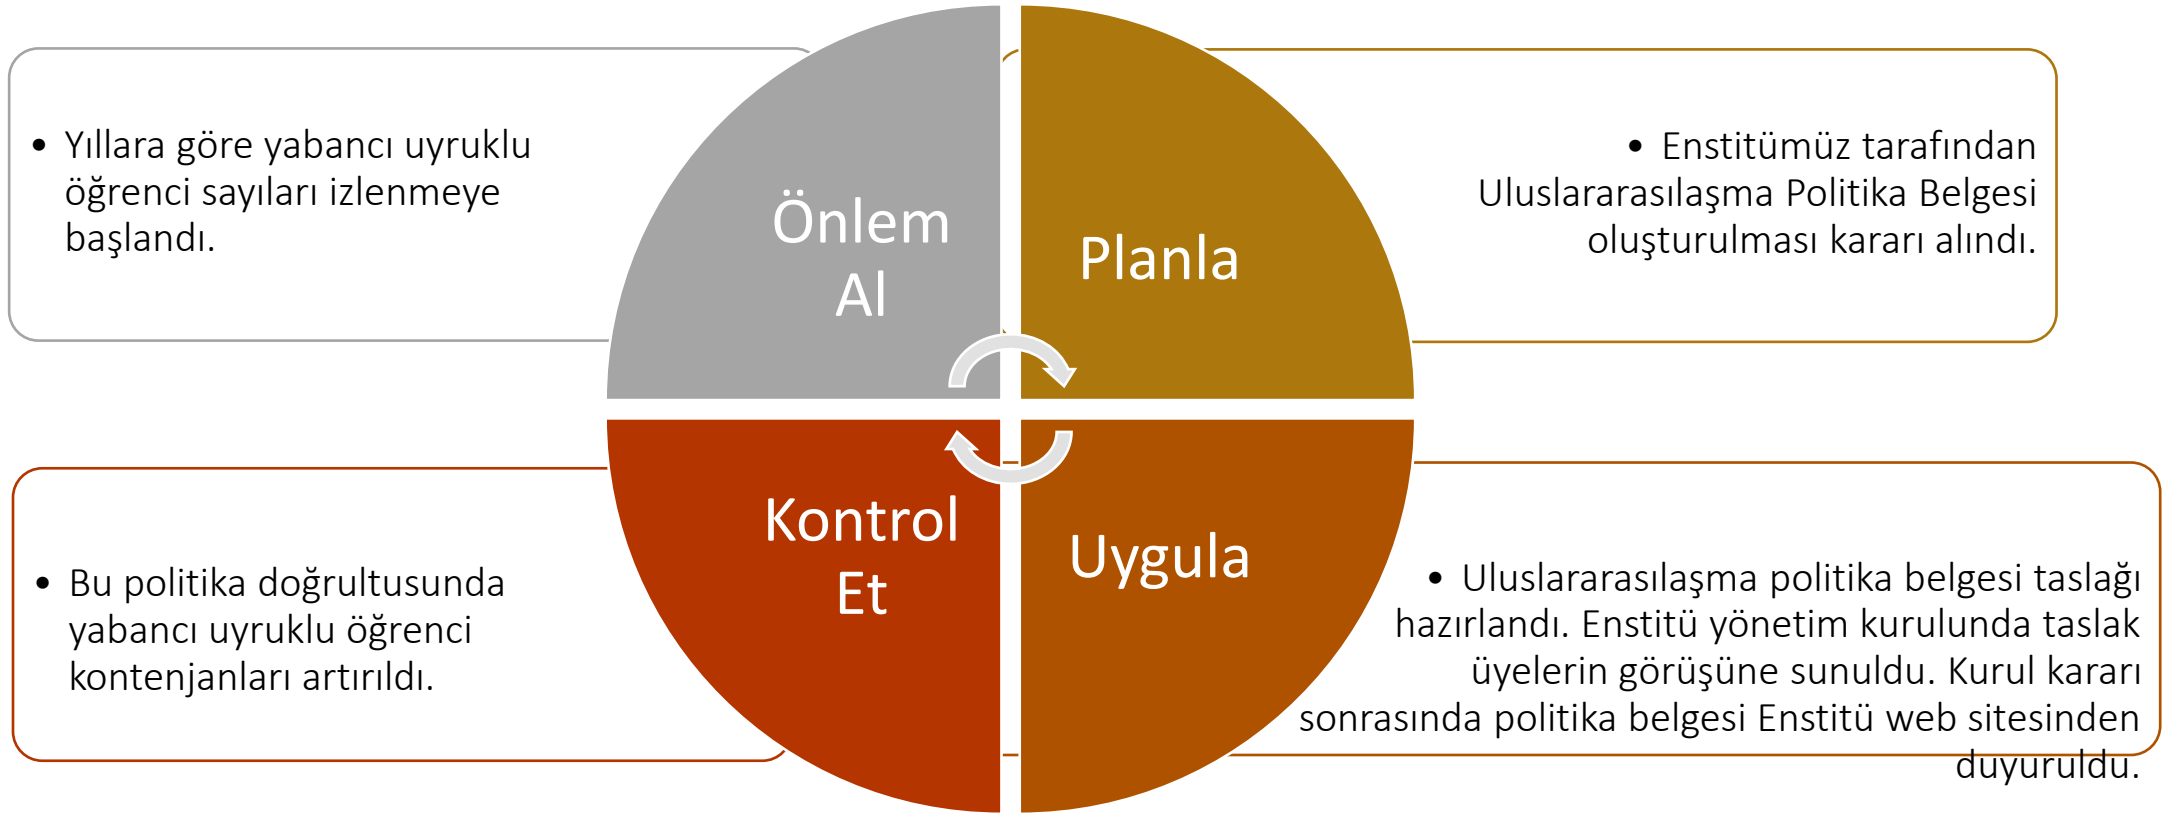 • Yıllara göre yabancı uyruklu
öğrenci sayıları izlenmeye
başlandı.
Önlem
Al
Planla
• Enstitümüz tarafından
Uluslararasılaşma Politika Belgesi
oluşturulması kararı alındı.
• Bu politika doğrultusunda
yabancı uyruklu öğrenci
kontenjanları artırıldı.
Kontrol
Et
Uygula
• Uluslararasılaşma politika belgesi taslağı
hazırlandı. Enstitü yönetim kurulunda taslak
üyelerin görüşüne sunuldu. Kurul kararı
sonrasında politika belgesi Enstitü web sitesinden
duyuruldu.